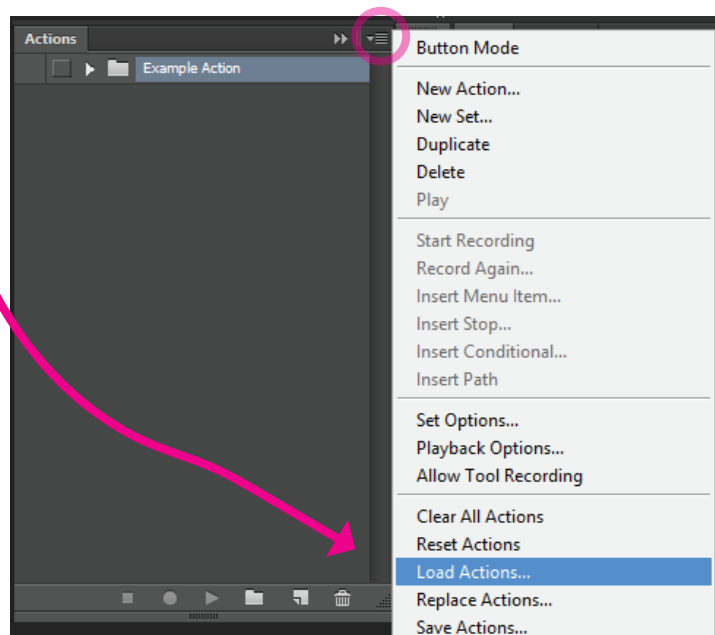 Actions
Example Action
Button Mode
New Action...
New Set...
Duplicate
Delete
Play
Start Recording
Record Again...
Insert Menu Item...
Insert Stop...
Insert Conditional...
Insert Path
Set Options...
Playback Options...
Allow Tool Recording
Clear All Actions
Reset Actions
Load Actions...
Replace Actions...
Save Actions...